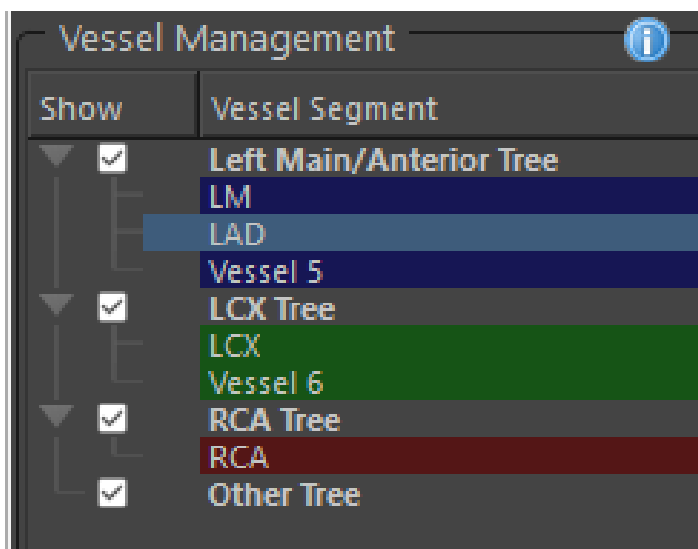 Vessel Management
Show Vessel Segment
Left Main/Anterior Tree
LM
LAD
Vessel 5
LCX Tree
LCX
Vessel 6
RCA Tree
RCA
Other Tree